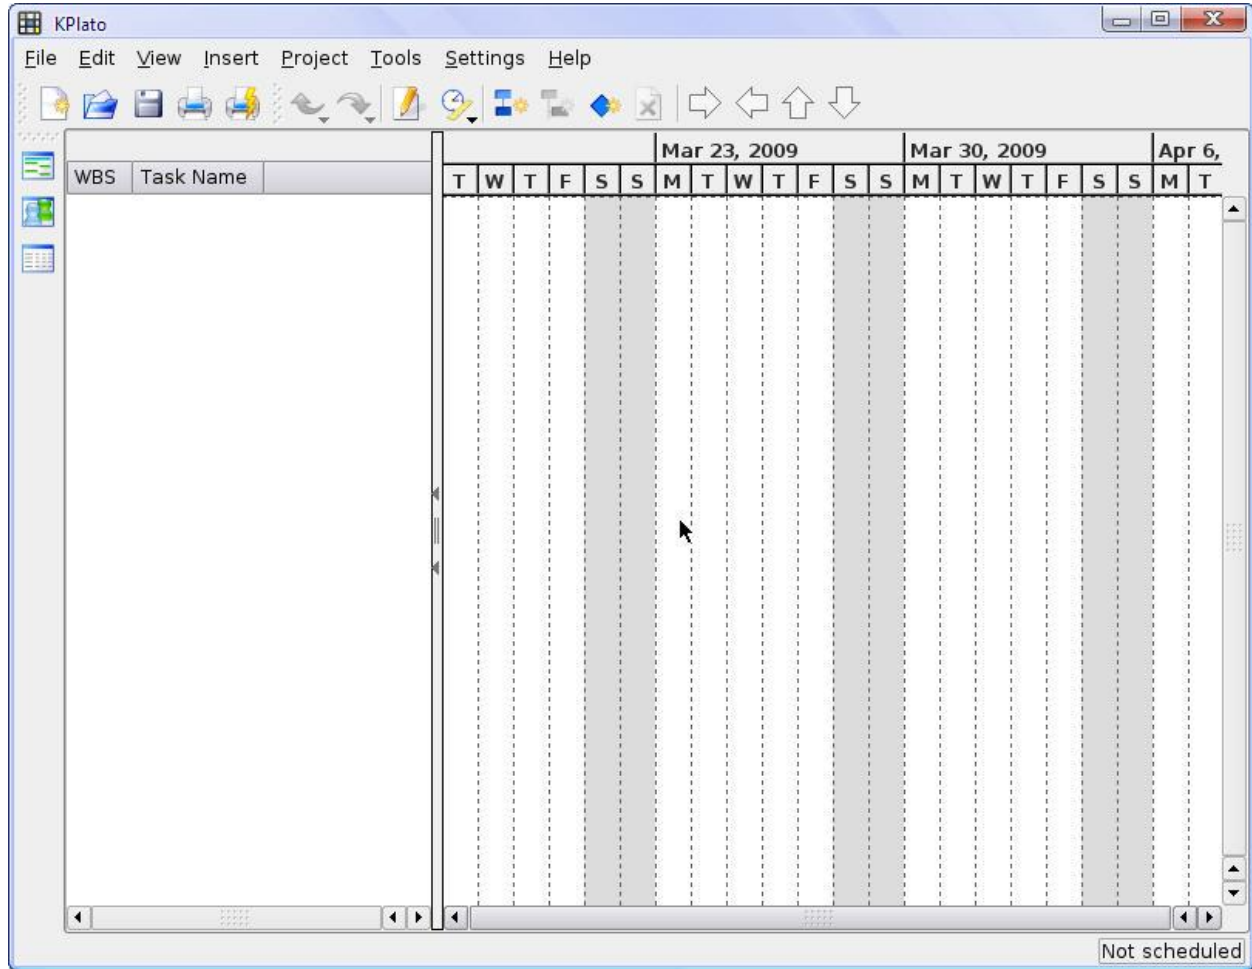 KPlato
File Edit View Insert Project Tools Settings Help
Mar 23, 2009 Mar 30, 2009 Apr 6,
WBS Task Name
T W T F S S M T W T F S S M T W T F S S M T
Not scheduled